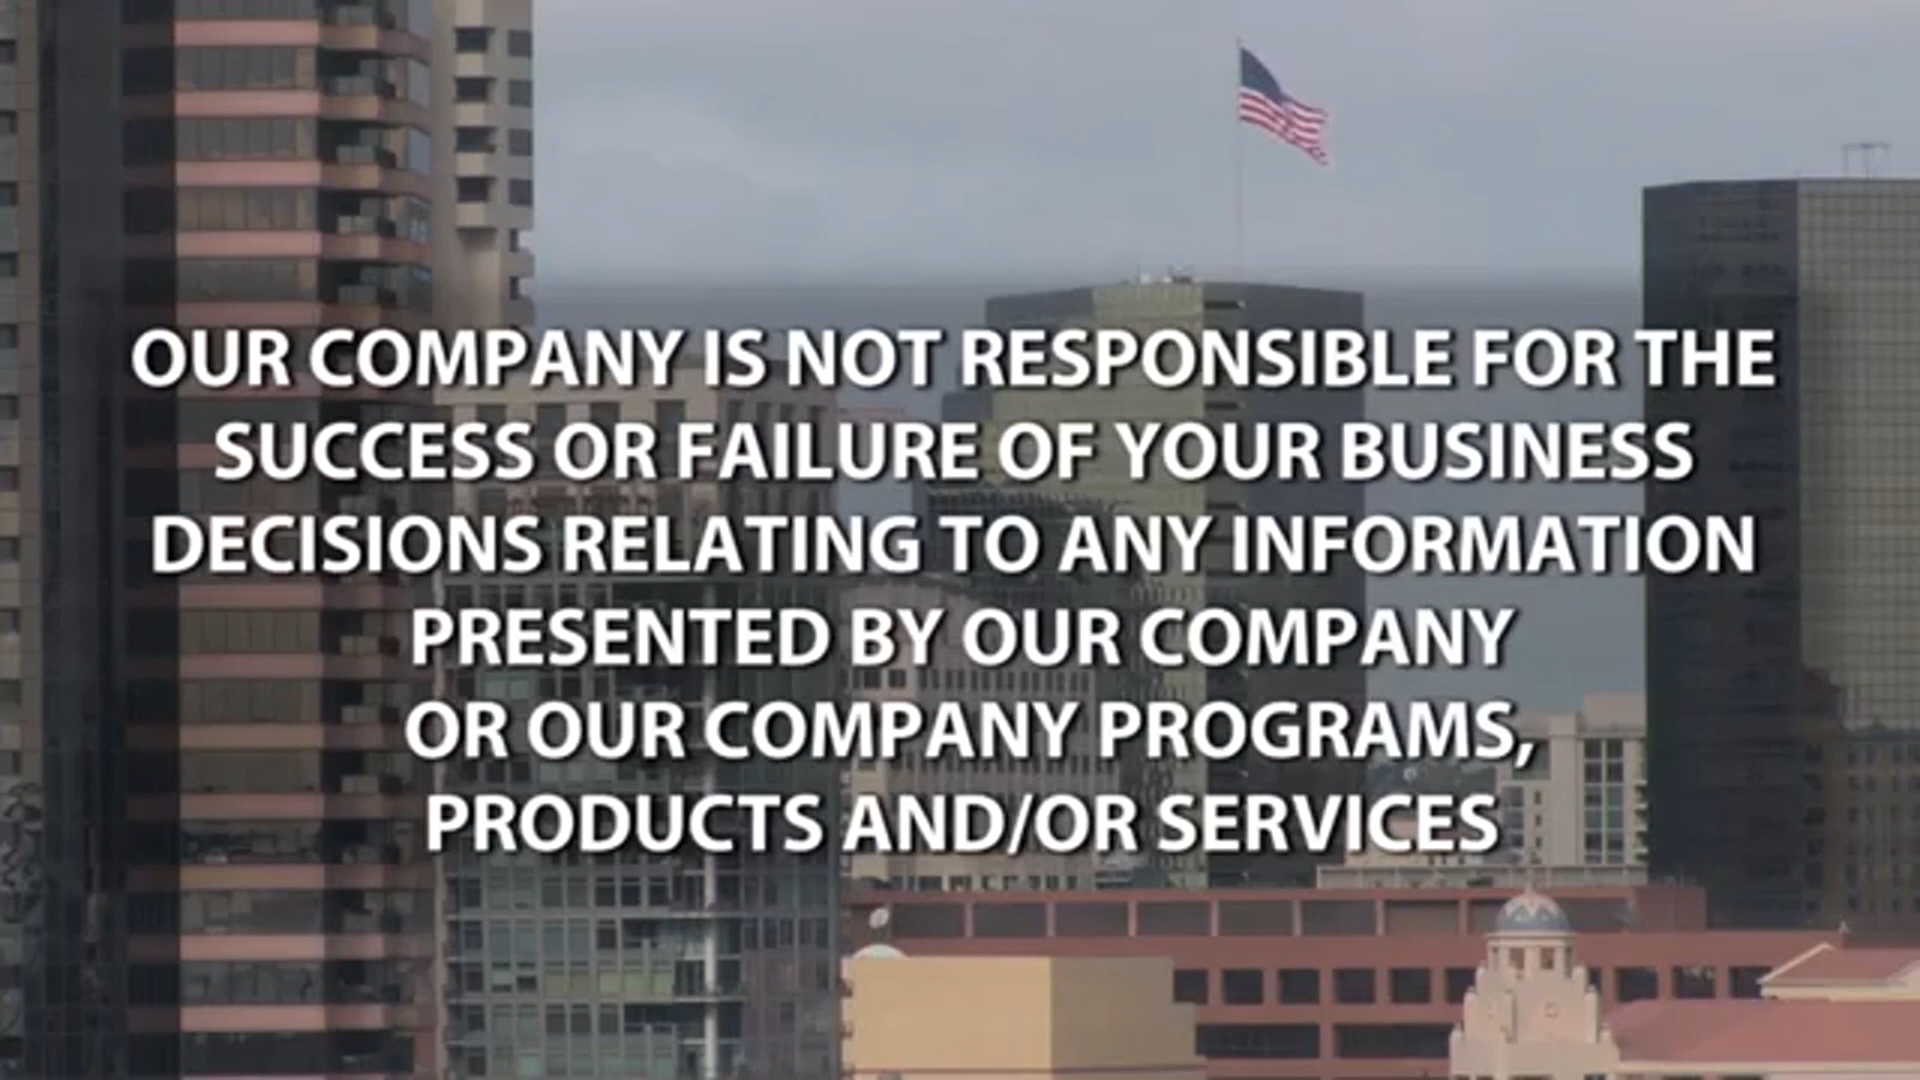 OUR COMPANY IS NOT RESPONSIBLE FOR THE
SUCCESS OR FAILURE OF YOUR BUSINESS
DECISIONS RELATING TO ANY INFORMATION
PRESENTED BY OUR COMPANY
OR OUR COMPANY PROGRAMS,
PRODUCTS AND/OR SERVICES